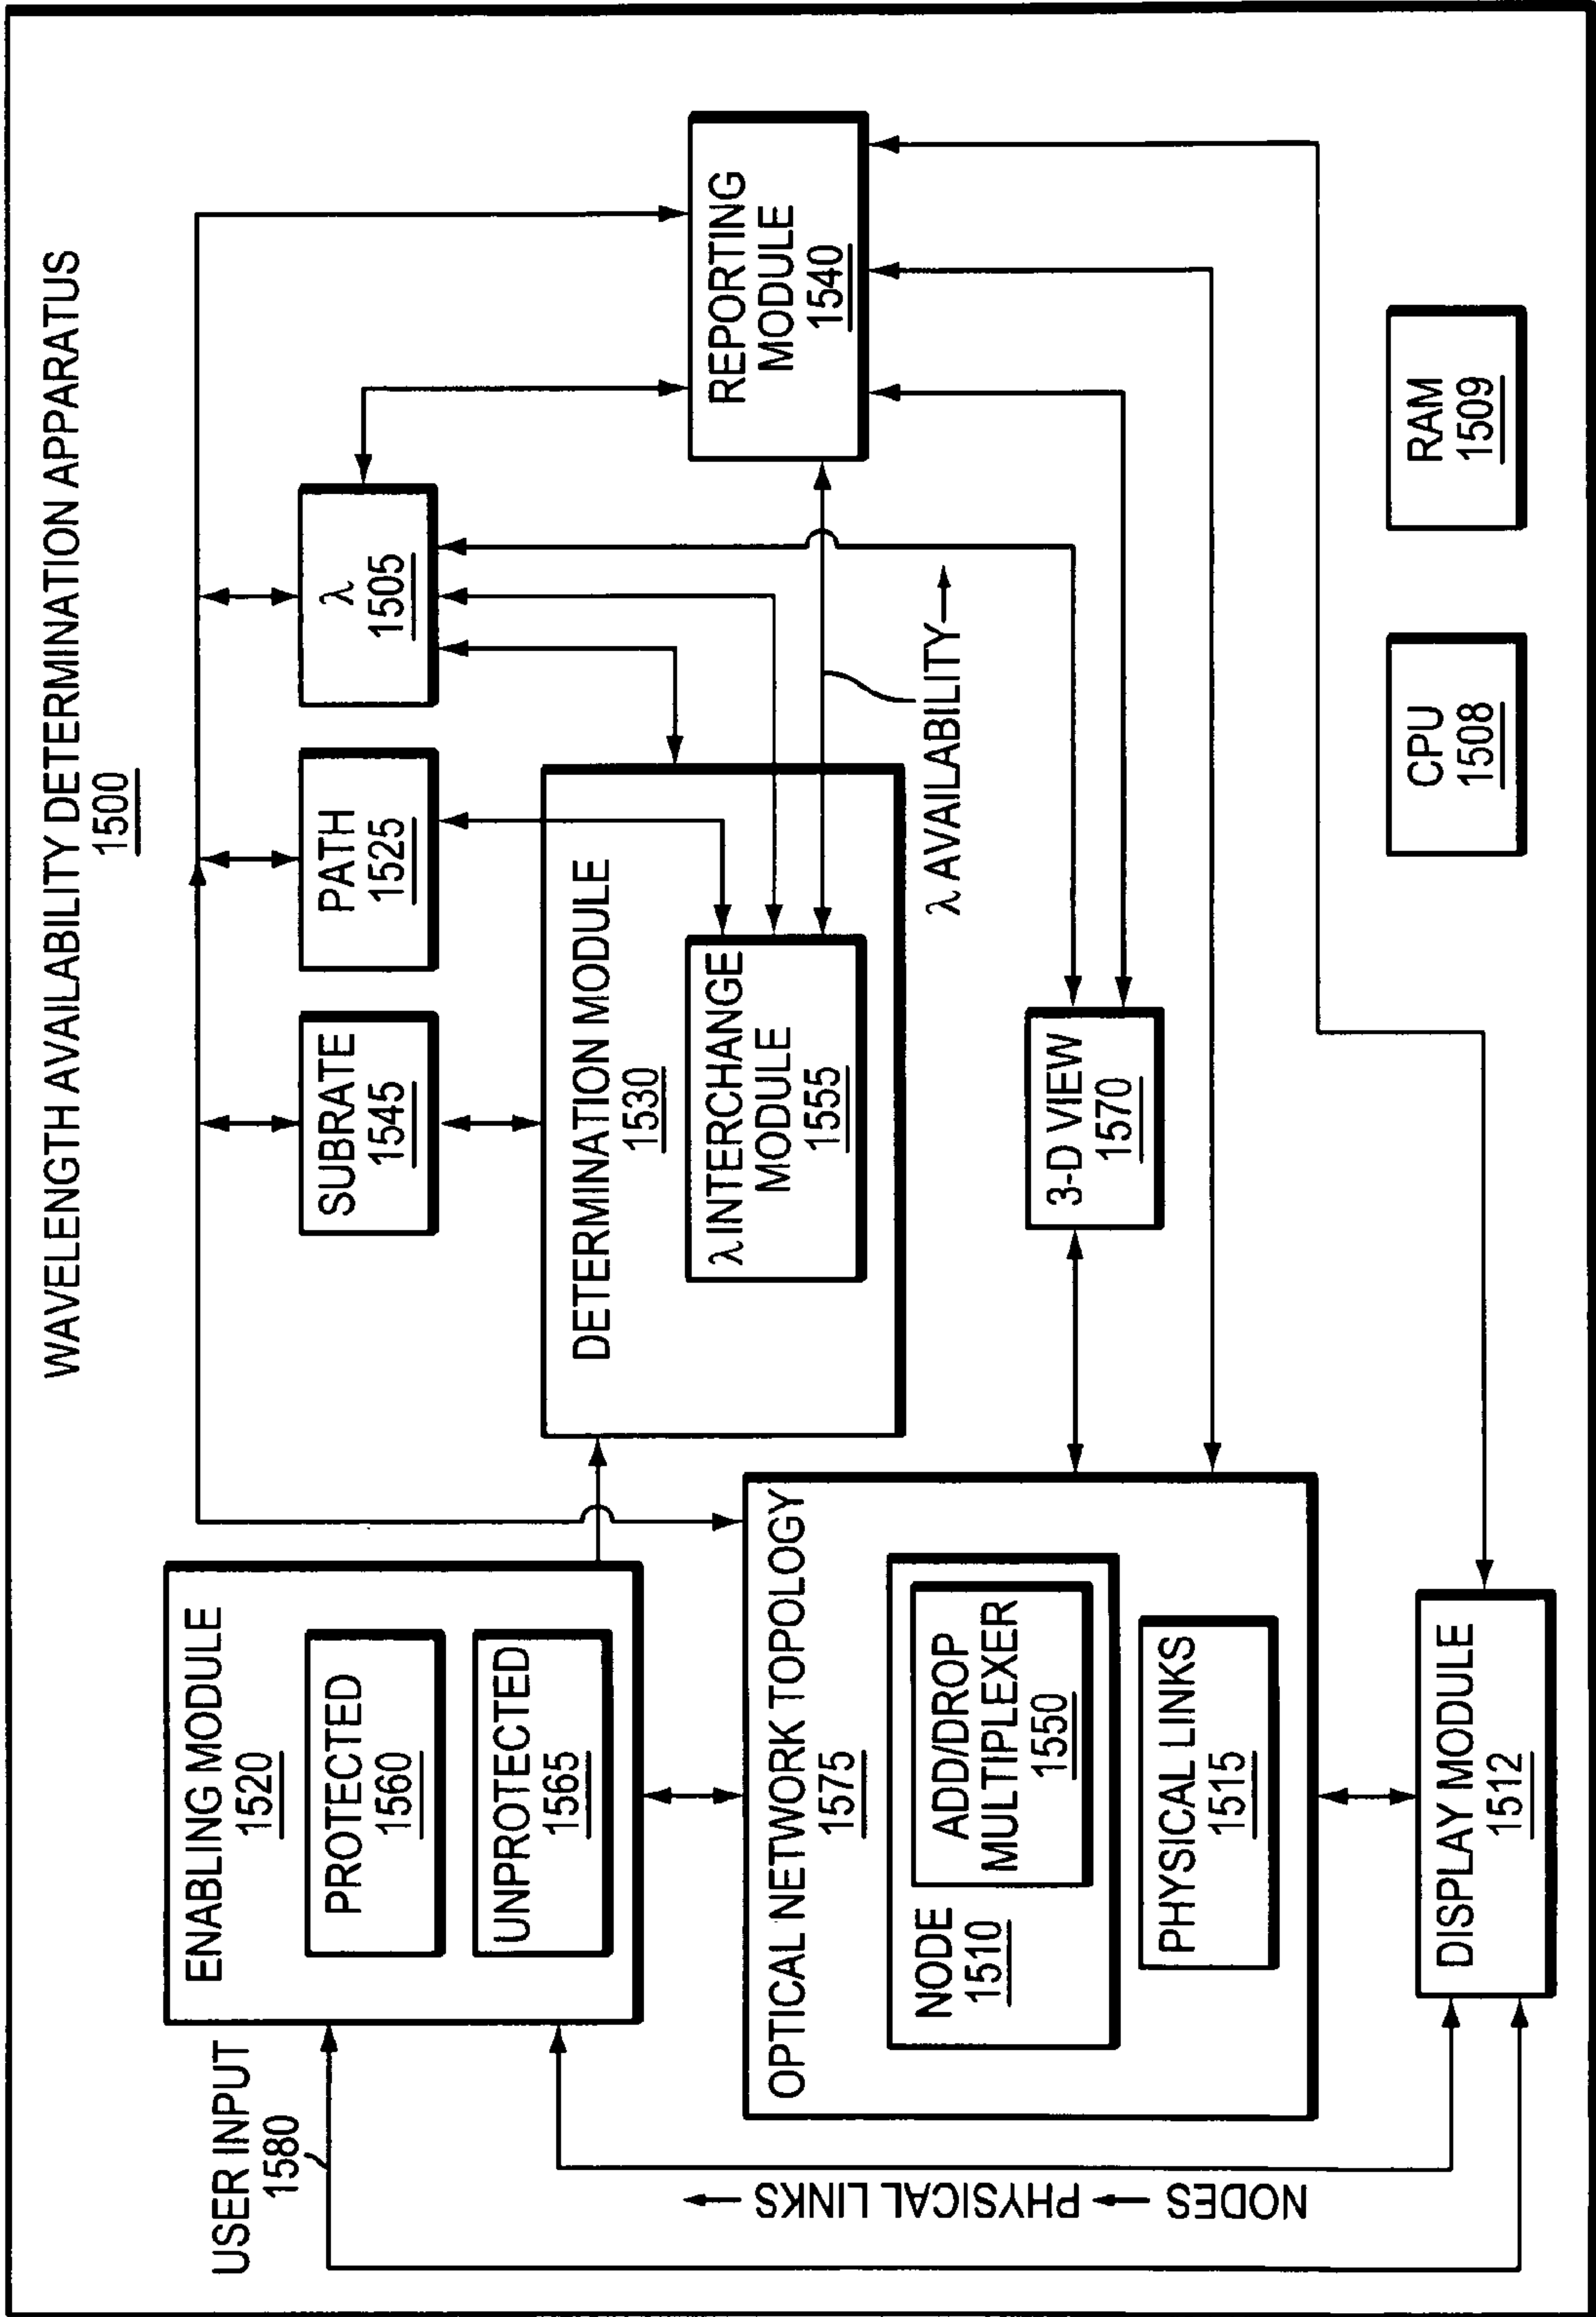 WAVELENGTH AVAILABILITY DETERMINATION APPARATUS
1500
USER INPUT
1580
ENABLING MODULE
1520
PROTECTED
1560
UNPROTECTED
1565
SUBRATE
1545
PATH
1525
λ
1505
DETERMINATION MODULE
1530
λ INTERCHANGE
MODULE
1555
REPORTING
MODULE
1540
λ AVAILABILITY
OPTICAL NETWORK TOPOLOGY
1575
NODE
1510
ADD/DROP
MULTIPLEXER
1550
PHYSICAL LINKS
1515
3-D VIEW
1570
NODES PHYSICAL LINKS
DISPLAY MODULE
1512
CPU
1508
RAM
1509